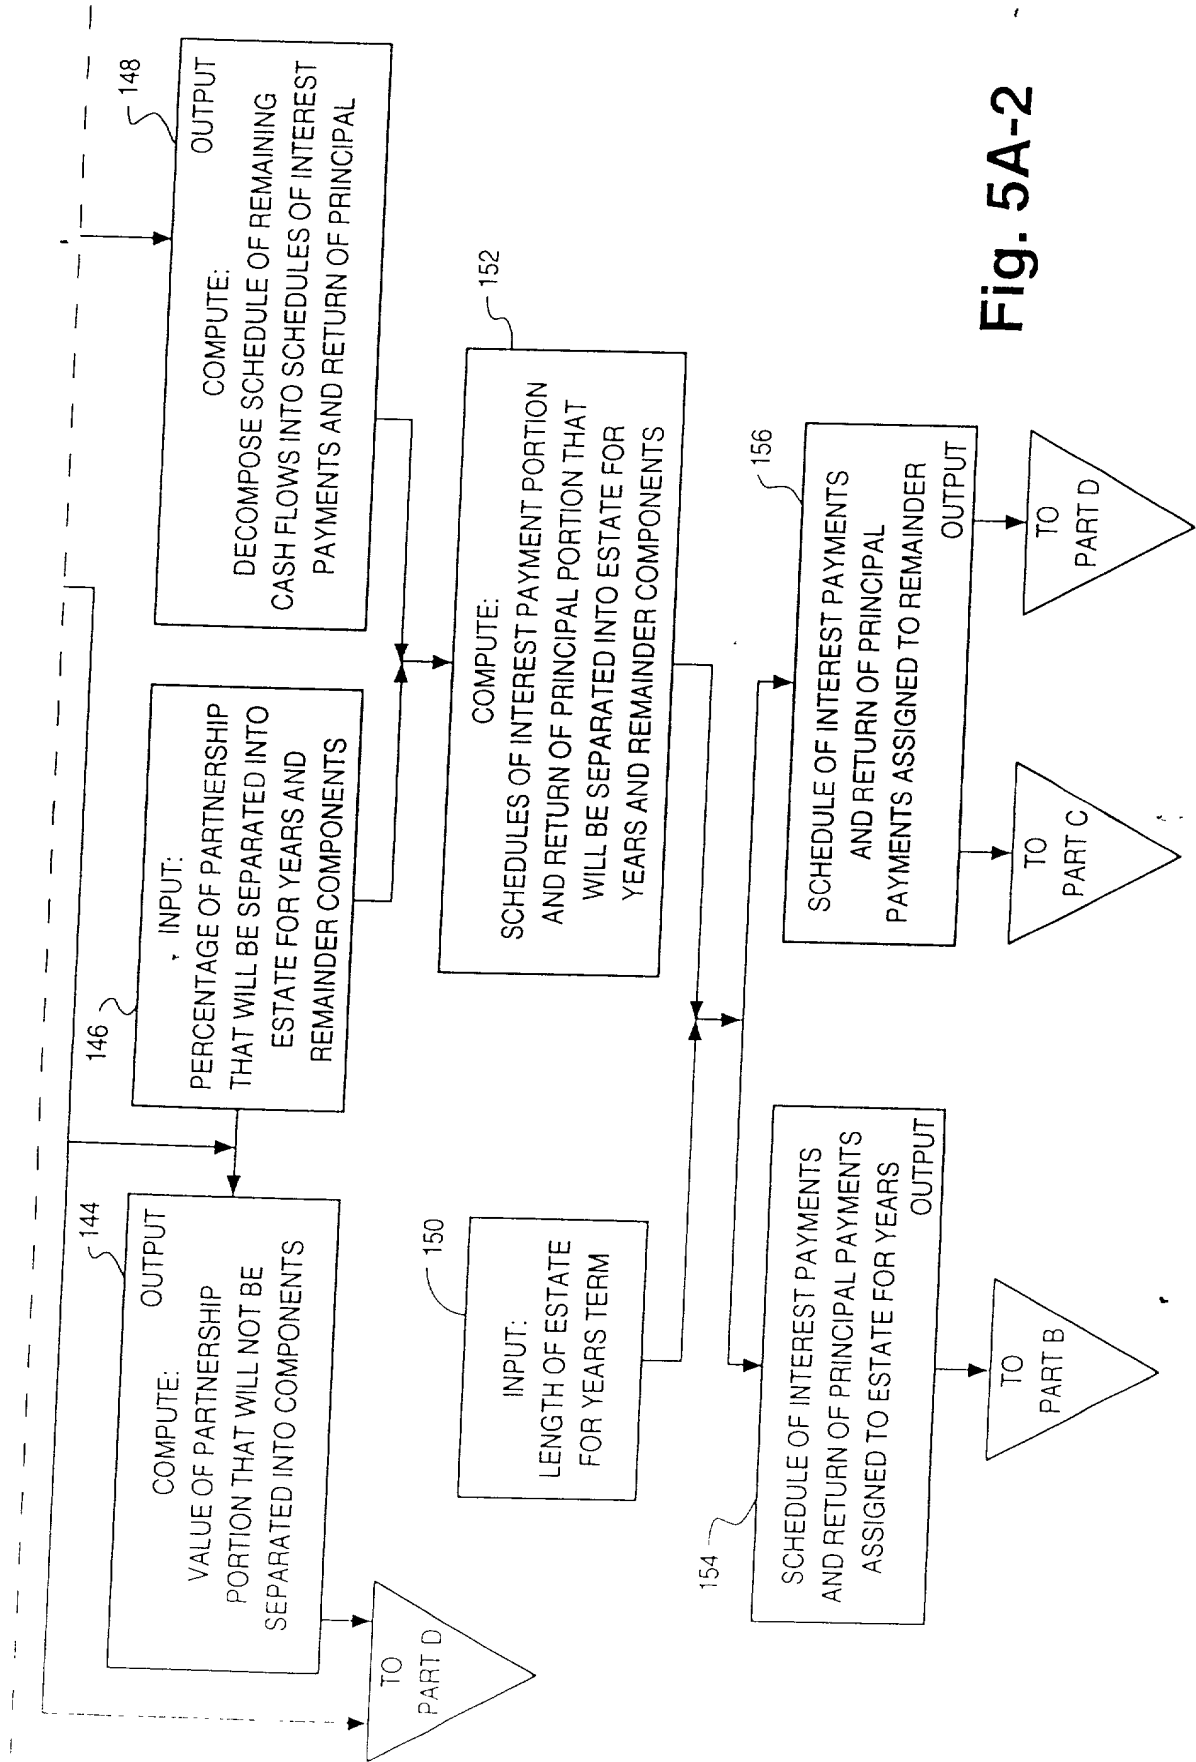 144
COMPUTE: OUTPUT
VALUE OF PARTNERSHIP
PORTION THAT WILL NOT BE
SEPARATED INTO COMPONENTS
TO
PART D
146
INPUT:
PERCENTAGE OF PARTNERSHIP
THAT WILL BE SEPARATED INTO
ESTATE FOR YEARS AND
REMAINDER COMPONENTS
148
OUTPUT
COMPUTE:
DECOMPOSE SCHEDULE OF REMAINING
CASH FLOWS INTO SCHEDULES OF INTEREST
PAYMENTS AND RETURN OF PRINCIPAL
150
INPUT:
LENGTH OF ESTATE
FOR YEARS TERM
152
COMPUTE:
SCHEDULES OF INTEREST PAYMENT PORTION
AND RETURN OF PRINCIPAL PORTION THAT
WILL BE SEPARATED INTO ESTATE FOR
YEARS AND REMAINDER COMPONENTS
154
SCHEDULE OF INTEREST PAYMENTS
AND RETURN OF PRINCIPAL PAYMENTS
ASSIGNED TO ESTATE FOR YEARS
OUTPUT
TO
PART B
156
SCHEDULE OF INTEREST PAYMENTS
AND RETURN OF PRINCIPAL
PAYMENTS ASSIGNED TO REMAINDER
OUTPUT
TO
PART C
TO
PART D
Fig. 5A-2